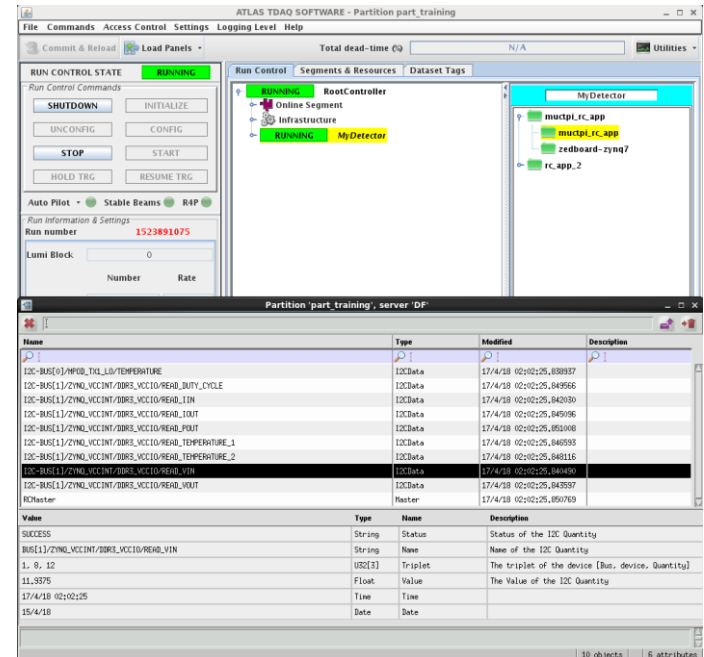 ATLAS TDAQ SOFTWARE - Partition part_training
File Commands Access Control Settings Logging Level Help
Commit & Reload Load Panels Total dead-time (%) N/A Utilities
RUN CONTROL STATE RUNNING
Run Control Commands
SHUTDOWN INITIALIZE
UNCONFIG CONFIG
STOP START
HOLD TRG RESUME TRG
Auto Pilot Stable Beams R4P
Run Information & Settings
Run number 1523891075
Lumi Block 0
Number Rate
Run Control Segments & Resources Dataset Tags
RUNNING RootController
Online Segment
Infrastructure
RUNNING MyDetector
MyDetector
muctpi_rc_app
muctpi_rc_app
zedboard-zynq7
rc_app_2
Partition 'part_training', server 'DF'
Name Type Modified Description
I2C-BUS[0]/MPOD_TX1_LO/TEMPERATURE I2CData 17/4/18 02:02:25.838937
I2C-BUS[1]/ZYNQ_VCCINT/DDR3_VCCIO/READ_DUTY_CYCLE I2CData 17/4/18 02:02:25.849566
I2C-BUS[1]/ZYNQ_VCCINT/DDR3_VCCIO/READ_IIN I2CData 17/4/18 02:02:25.842030
I2C-BUS[1]/ZYNQ_VCCINT/DDR3_VCCIO/READ_IOUT I2CData 17/4/18 02:02:25.845096
I2C-BUS[1]/ZYNQ_VCCINT/DDR3_VCCIO/READ_POUT I2CData 17/4/18 02:02:25.851008
I2C-BUS[1]/ZYNQ_VCCINT/DDR3_VCCIO/READ_TEMPERATURE_1 I2CData 17/4/18 02:02:25.846593
I2C-BUS[1]/ZYNQ_VCCINT/DDR3_VCCIO/READ_TEMPERATURE_2 I2CData 17/4/18 02:02:25.848116
I2C-BUS[1]/ZYNQ_VCCINT/DDR3_VCCIO/READ_VIN I2CData 17/4/18 02:02:25.840490
I2C-BUS[1]/ZYNQ_VCCINT/DDR3_VCCIO/READ_VOUT I2CData 17/4/18 02:02:25.843597
RCMaster Master 17/4/18 02:02:25.850769
Value Type Name Description
SUCCESS String Status Status of the I2C Quantity
BUS[1]/ZYNQ_VCCINT/DDR3_VCCIO/READ_VIN String Name Name of the I2C Quantity
1, 8, 12 U32[3] Triplet The triplet of the device [Bus, device, Quantity]
11.9375 Float Value The Value of the I2C Quantity
17/4/18 02:02:25 Time Time
15/4/18 Date Date
10 objects 6 attributes